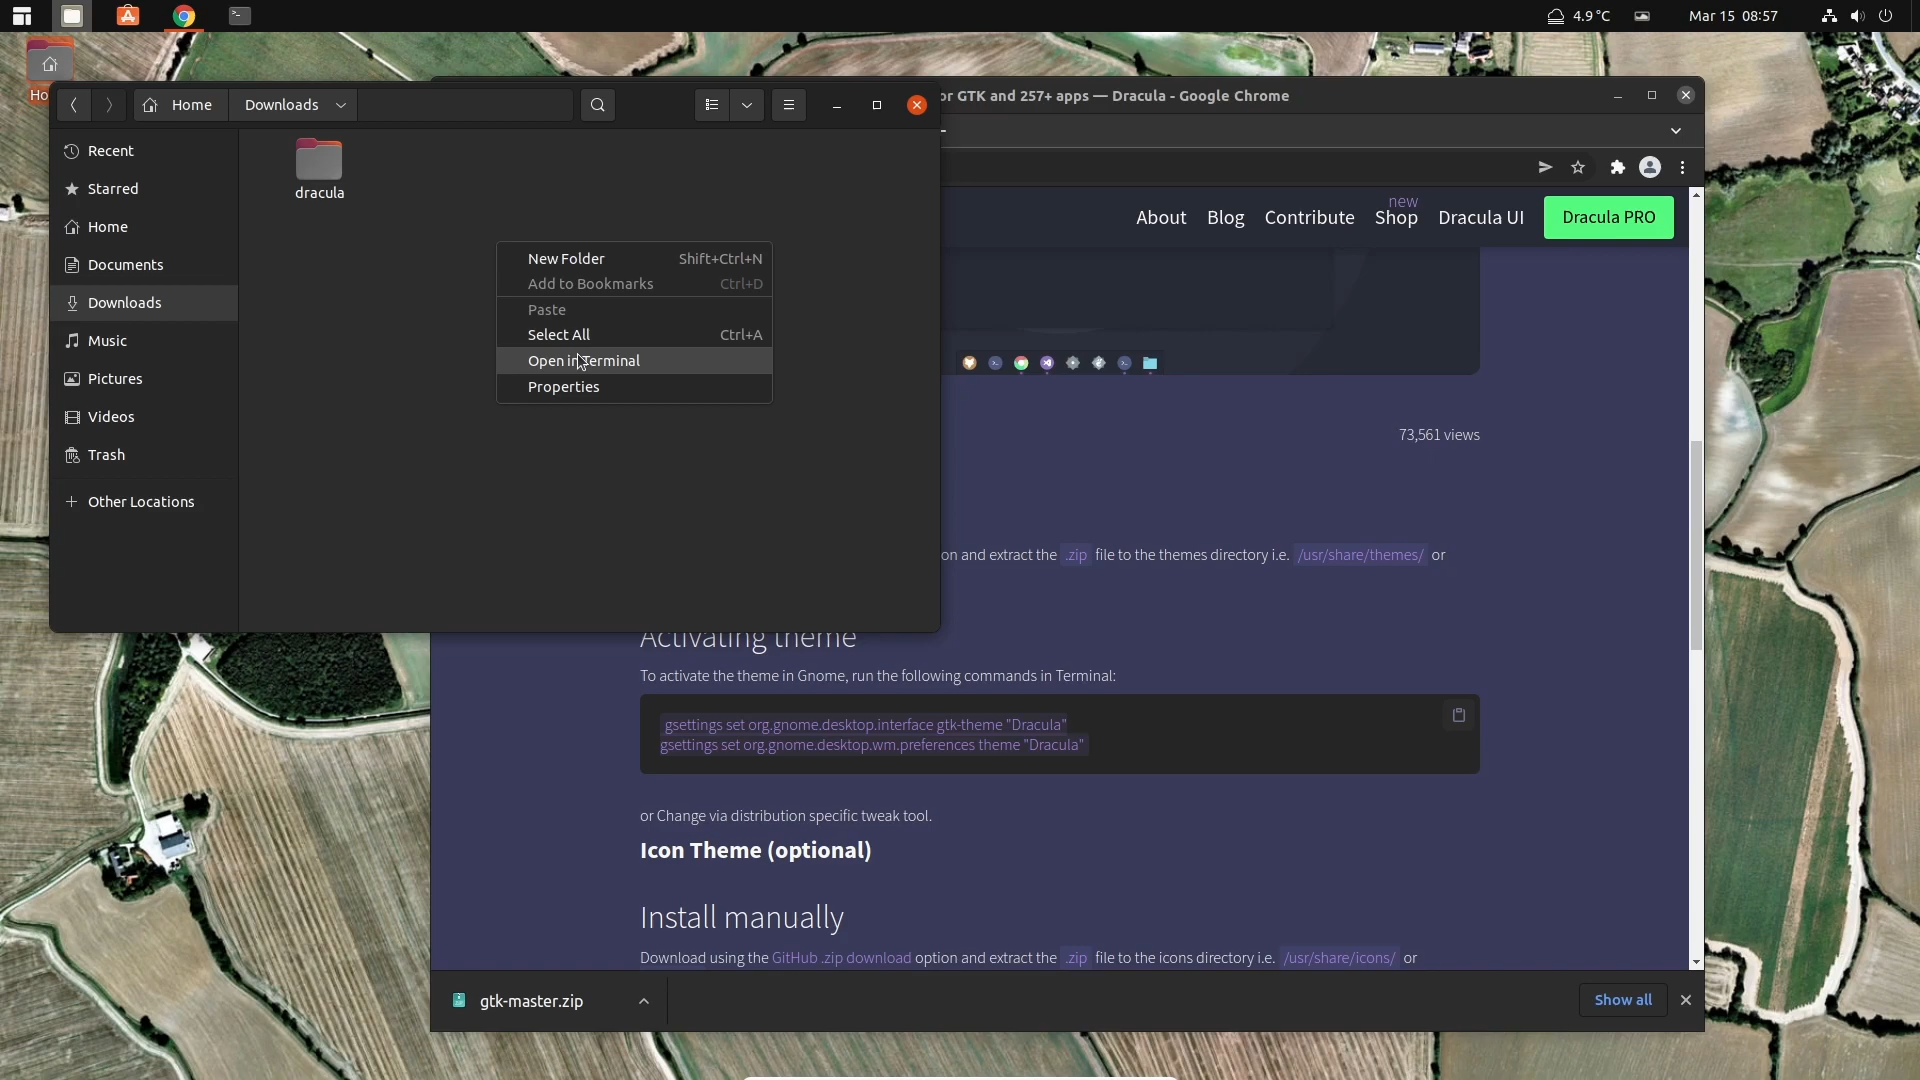 4.9 °C
Mar 15 08:57
Ho
Home
Downloads
or GTK and 257+ apps — Dracula - Google Chrome
Recent
Starred
Home
Documents
Downloads
Music
Pictures
Videos
Trash
Other Locations
dracula
New Folder Shift+Ctrl+N
Add to Bookmarks Ctrl+D
Paste
Select All Ctrl+A
Open in Terminal
Properties
About
Blog
Contribute
new
Shop
Dracula UI
Dracula PRO
73,561 views
on and extract the .zip file to the themes directory i.e. /usr/share/themes/ or
Activating theme
To activate the theme in Gnome, run the following commands in Terminal:
gsettings set org.gnome.desktop.interface gtk-theme "Dracula"
gsettings set org.gnome.desktop.wm.preferences theme "Dracula"
or Change via distribution specific tweak tool.
Icon Theme (optional)
Install manually
Download using the GitHub .zip download option and extract the .zip file to the icons directory i.e. /usr/share/icons/ or
gtk-master.zip
Show all